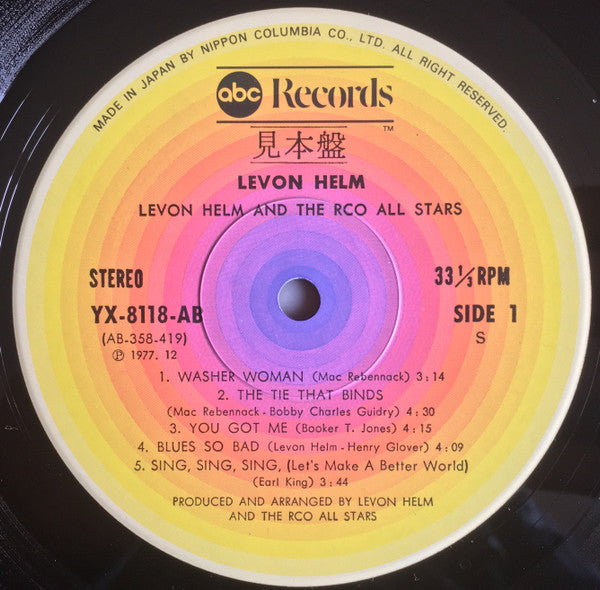 MADE IN JAPAN BY NIPPON COLUMBIA CO., LTD. ALL RIGHT RESERVED.
abc Records™
見本盤
LEVON HELM
LEVON HELM AND THE RCO ALL STARS
STEREO 33⅓ RPM
YX-8118-AB SIDE 1
(AB-358-419) S
Ⓟ 1977. 12
1. WASHER WOMAN (Mac Rebennack) 3:14
2. THE TIE THAT BINDS
(Mac Rebennack - Bobby Charles Guidry) 4:30
3. YOU GOT ME (Booker T. Jones) 4:15
4. BLUES SO BAD (Levon Helm - Henry Glover) 4:09
5. SING, SING, SING, (Let's Make A Better World)
(Earl King) 3:44
PRODUCED AND ARRANGED BY LEVON HELM
AND THE RCO ALL STARS